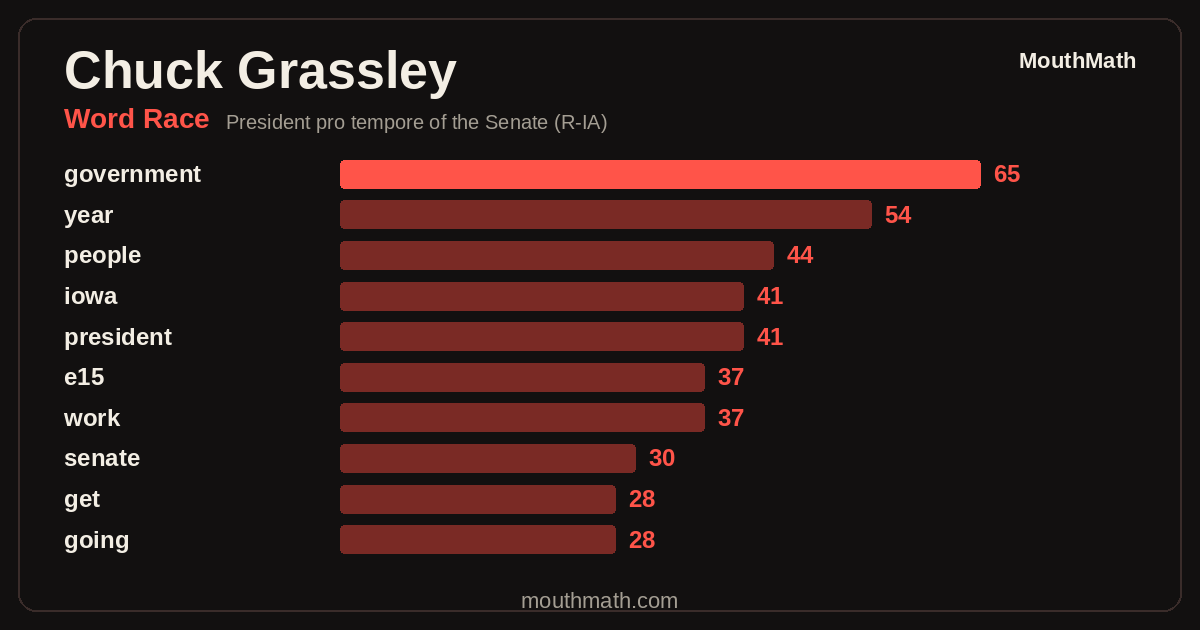 Chuck Grassley
MouthMath
Word Race President pro tempore of the Senate (R-IA)
government 65
year 54
people 44
iowa 41
president 41
e15 37
work 37
senate 30
get 28
going 28
mouthmath.com